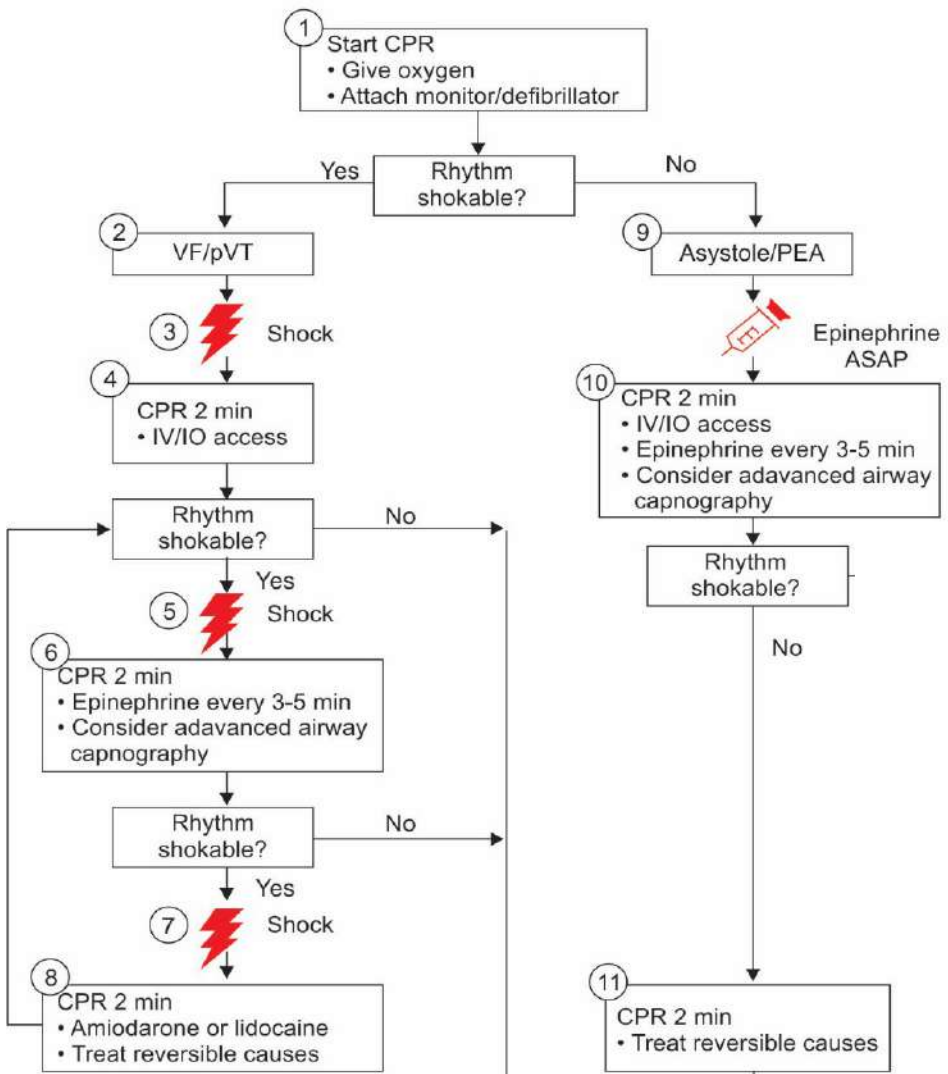 1
Start CPR
• Give oxygen
• Attach monitor/defibrillator
Rhythm
shokable?
Yes
No
2
VF/pVT
3
Shock
4
CPR 2 min
• IV/IO access
Rhythm
shokable?
No
Yes
5
Shock
6
CPR 2 min
• Epinephrine every 3-5 min
• Consider adavanced airway
capnography
Rhythm
shokable?
No
Yes
7
Shock
8
CPR 2 min
• Amiodarone or lidocaine
• Treat reversible causes
9
Asystole/PEA
E
Epinephrine
ASAP
10
CPR 2 min
• IV/IO access
• Epinephrine every 3-5 min
• Consider adavanced airway
capnography
Rhythm
shokable?
No
11
CPR 2 min
• Treat reversible causes